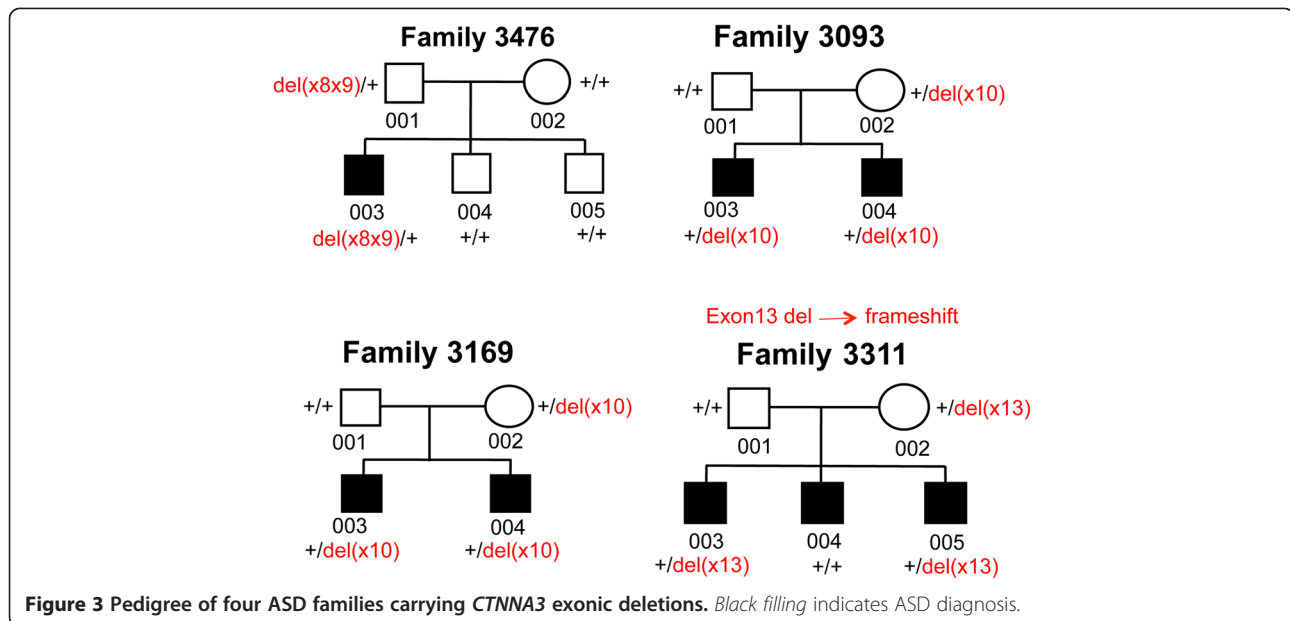 Family 3476
del(x8x9)/+
+/+
001
002
003
004
005
del(x8x9)/+
+/+
+/+
Family 3093
+/+
+/del(x10)
001
002
003
004
+/del(x10)
+/del(x10)
Family 3169
+/+
+/del(x10)
001
002
003
004
+/del(x10)
+/del(x10)
Exon13 del → frameshift
Family 3311
+/+
+/del(x13)
001
002
003
004
005
+/del(x13)
+/+
+/del(x13)
Figure 3 Pedigree of four ASD families carrying CTNNA3 exonic deletions. Black filling indicates ASD diagnosis.